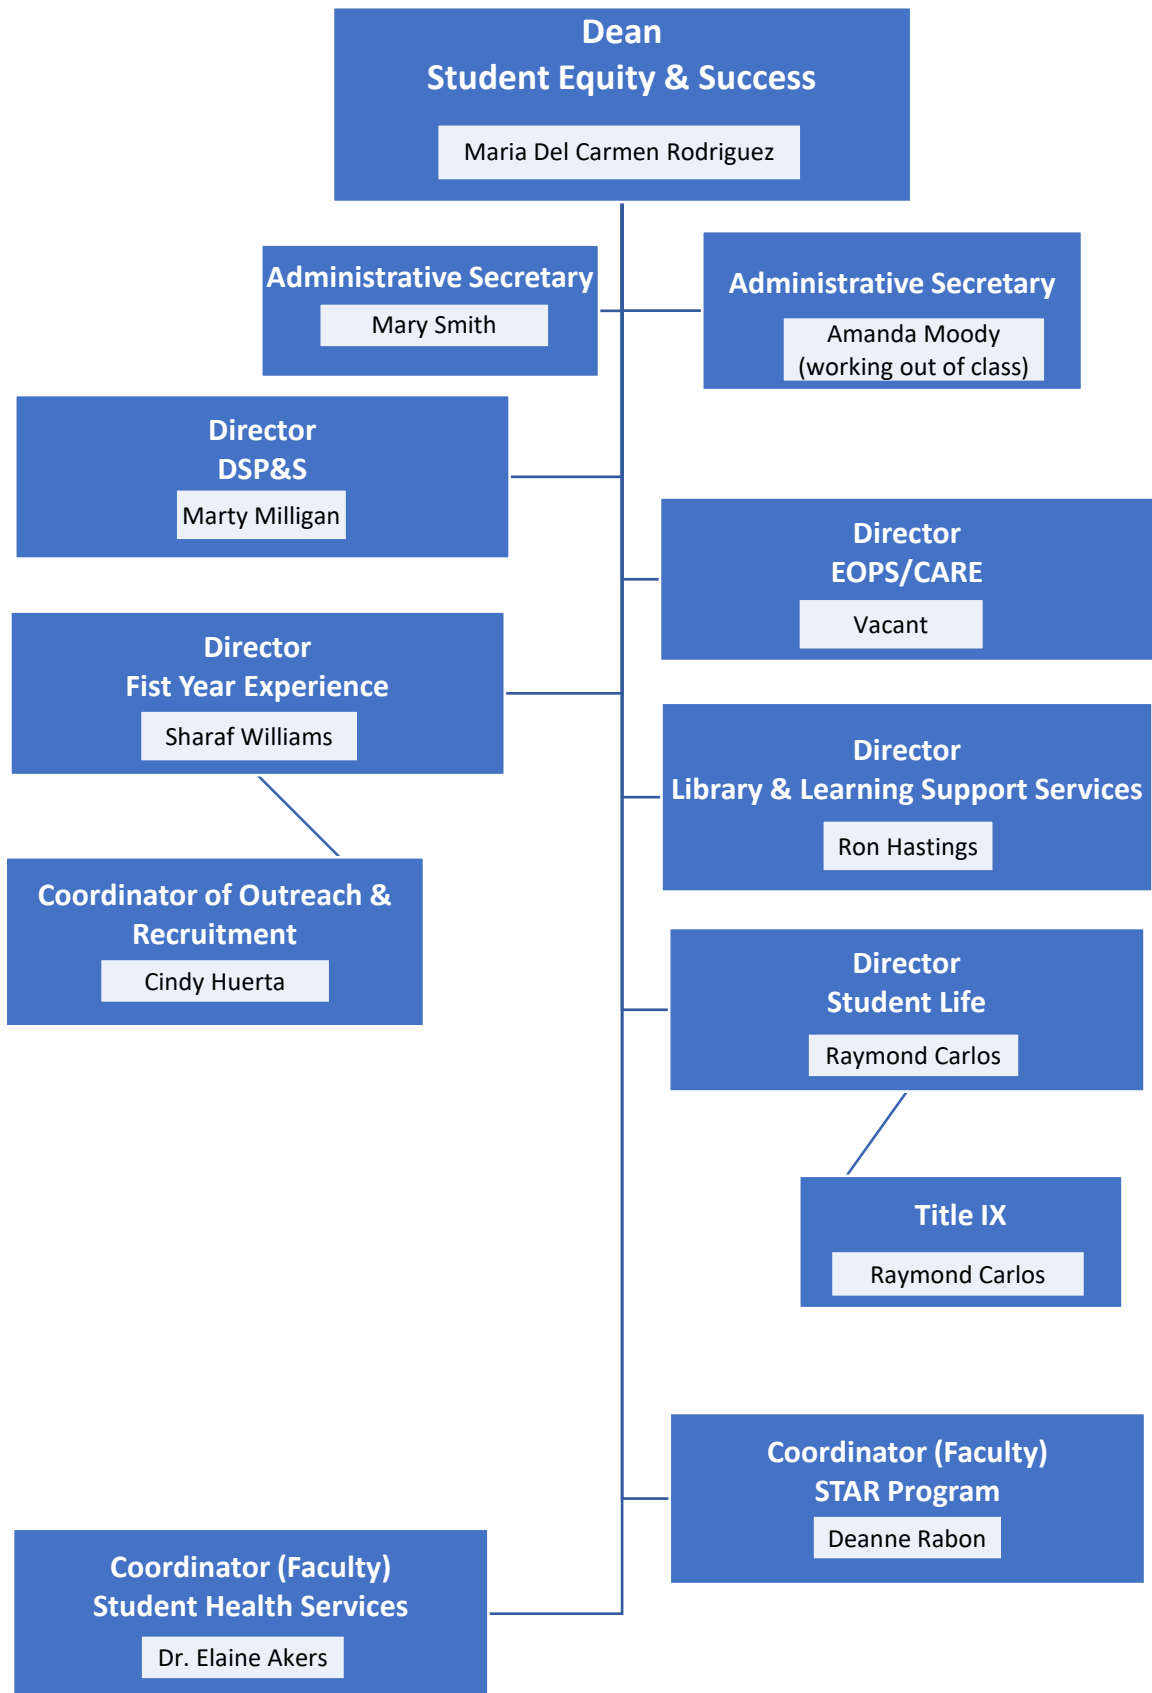 Dean
Student Equity & Success
Maria Del Carmen Rodriguez
Administrative Secretary
Mary Smith
Administrative Secretary
Amanda Moody
(working out of class)
Director
DSP&S
Marty Milligan
Director
EOPS/CARE
Vacant
Director
Fist Year Experience
Sharaf Williams
Director
Library & Learning Support Services
Ron Hastings
Coordinator of Outreach &
Recruitment
Cindy Huerta
Director
Student Life
Raymond Carlos
Title IX
Raymond Carlos
Coordinator (Faculty)
STAR Program
Deanne Rabon
Coordinator (Faculty)
Student Health Services
Dr. Elaine Akers